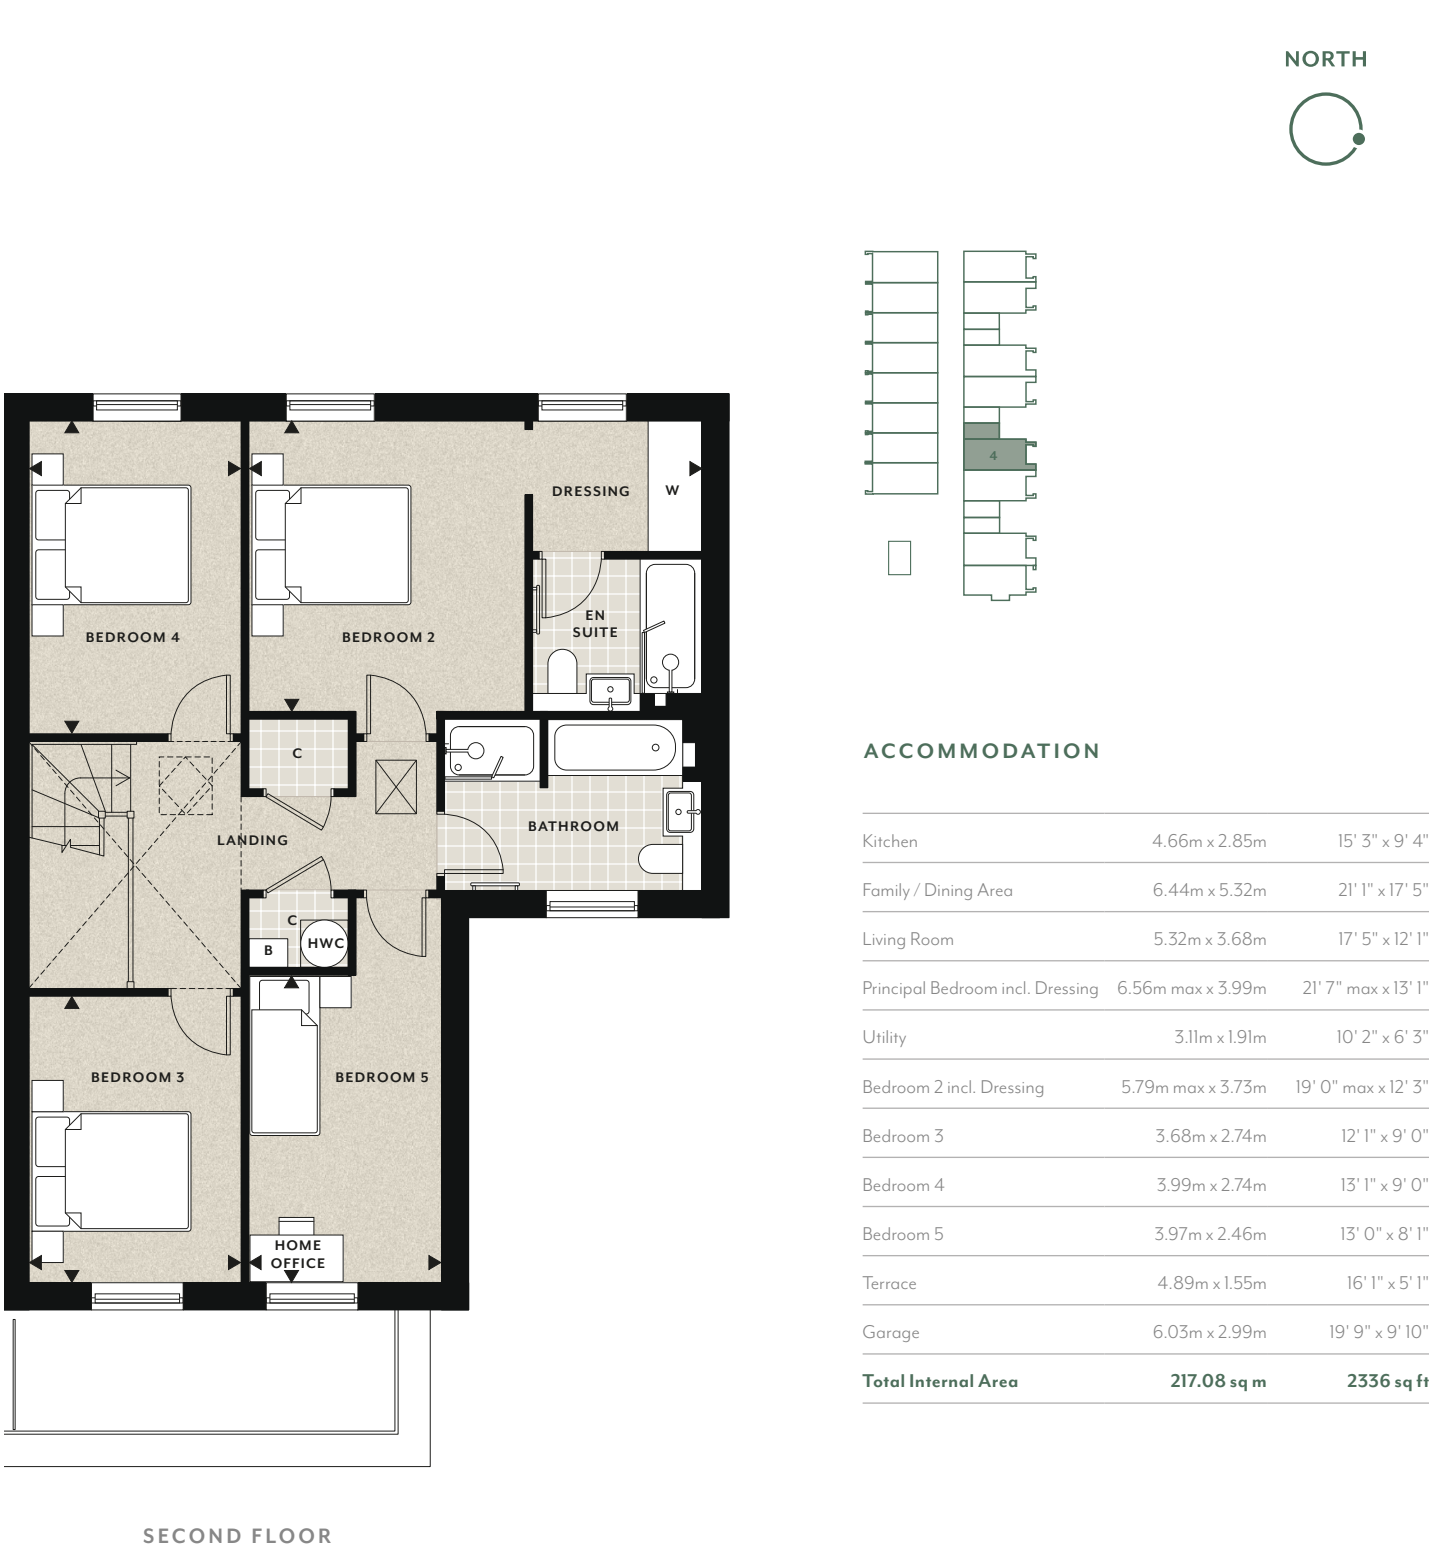 NORTH
4
DRESSING
W
BEDROOM 4
BEDROOM 2
EN
SUITE
C
LANDING
BATHROOM
C
B
HWC
BEDROOM 3
BEDROOM 5
HOME
OFFICE
SECOND FLOOR
ACCOMMODATION
Kitchen 4.66m x 2.85m 15' 3" x 9' 4"
Family / Dining Area 6.44m x 5.32m 21' 1" x 17' 5"
Living Room 5.32m x 3.68m 17' 5" x 12' 1"
Principal Bedroom incl. Dressing 6.56m max x 3.99m 21' 7" max x 13' 1"
Utility 3.11m x 1.91m 10' 2" x 6' 3"
Bedroom 2 incl. Dressing 5.79m max x 3.73m 19' 0" max x 12' 3"
Bedroom 3 3.68m x 2.74m 12' 1" x 9' 0"
Bedroom 4 3.99m x 2.74m 13' 1" x 9' 0"
Bedroom 5 3.97m x 2.46m 13' 0" x 8' 1"
Terrace 4.89m x 1.55m 16' 1" x 5' 1"
Garage 6.03m x 2.99m 19' 9" x 9' 10"
Total Internal Area 217.08 sq m 2336 sq ft